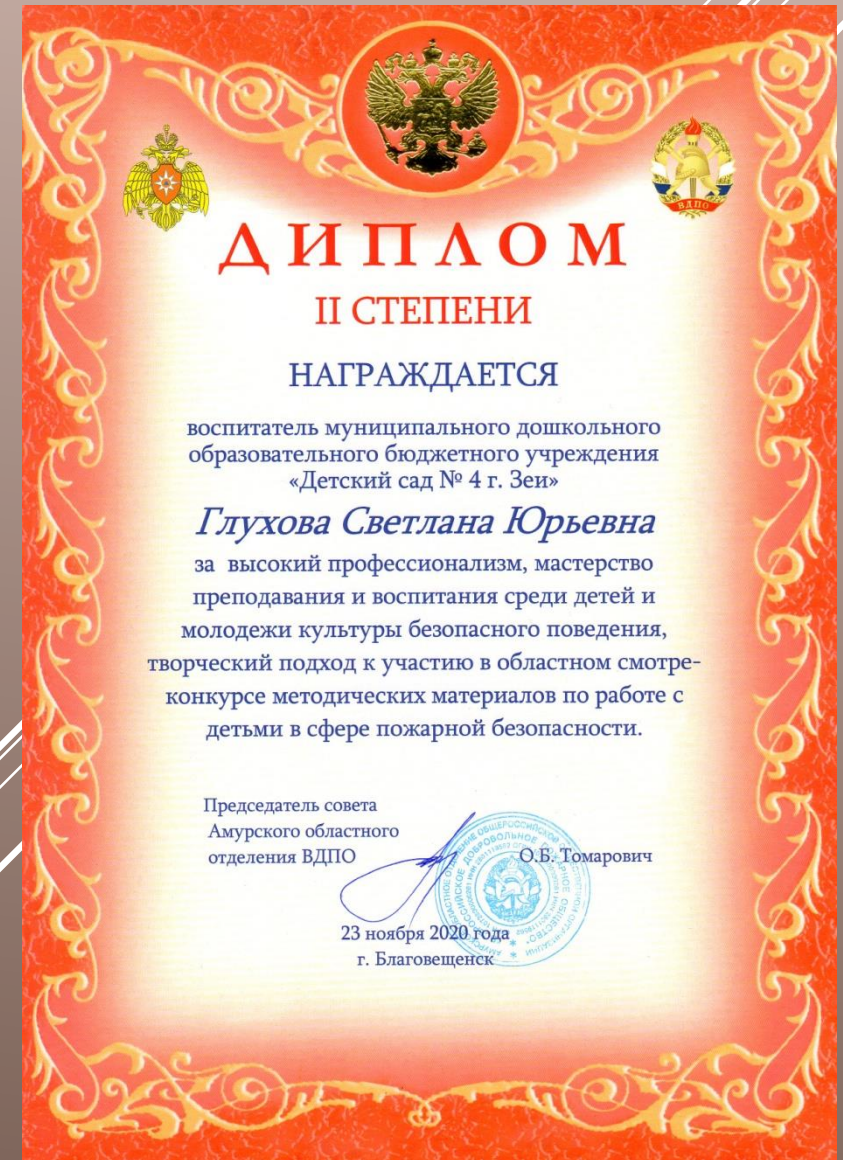 ВДПО
ДИПЛОМ
II СТЕПЕНИ
НАГРАЖДАЕТСЯ
воспитатель муниципального дошкольного
образовательного бюджетного учреждения
«Детский сад № 4 г. Зеи»
Глухова Светлана Юрьевна
за высокий профессионализм, мастерство
преподавания и воспитания среди детей и
молодежи культуры безопасного поведения,
творческий подход к участию в областном смотре-
конкурсе методических материалов по работе с
детьми в сфере пожарной безопасности.
Председатель совета
Амурского областного
отделения ВДПО
О.Б. Томарович
23 ноября 2020 года
г. Благовещенск